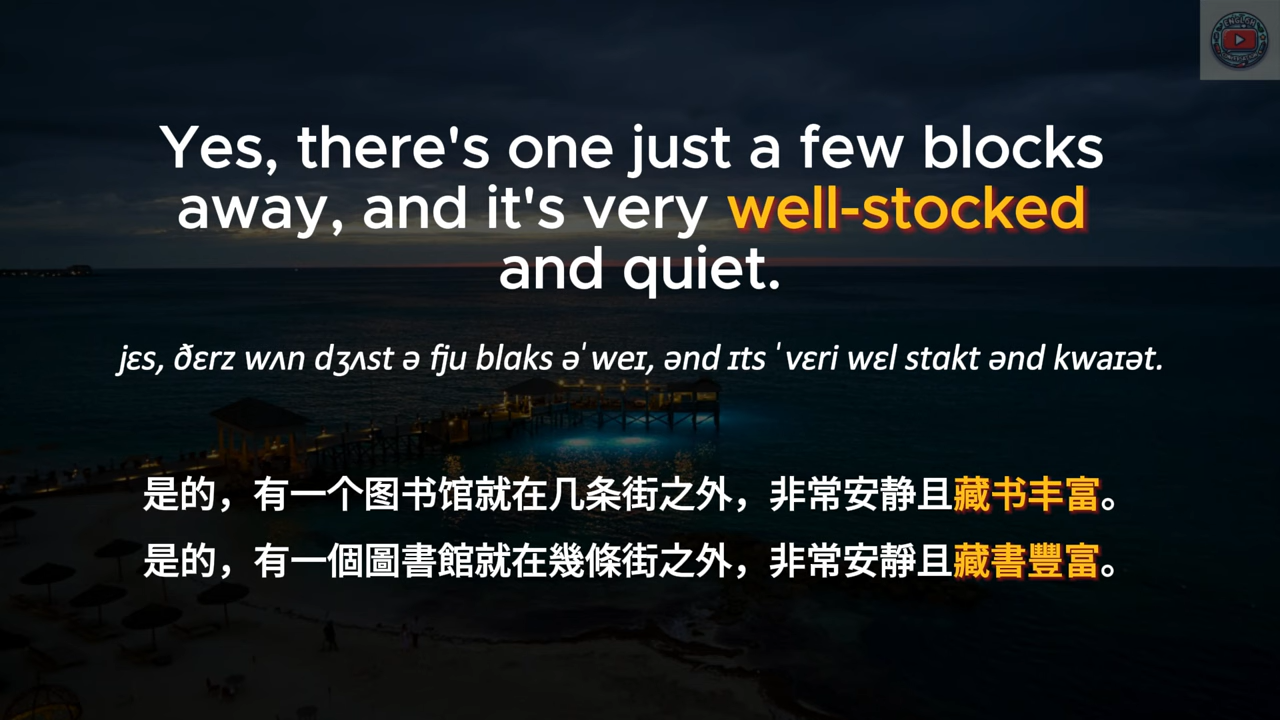 Yes, there's one just a few blocks
away, and it's very well-stocked
and quiet.
jɛs, ðɛrz wʌn dʒʌst ə fju blɑks əˈweɪ, ənd ɪts ˈvɛri wɛl stɑkt ənd kwaɪət.
是的，有一个图书馆就在几条街之外，非常安静且藏书丰富。
是的，有一個圖書館就在幾條街之外，非常安靜且藏書豐富。